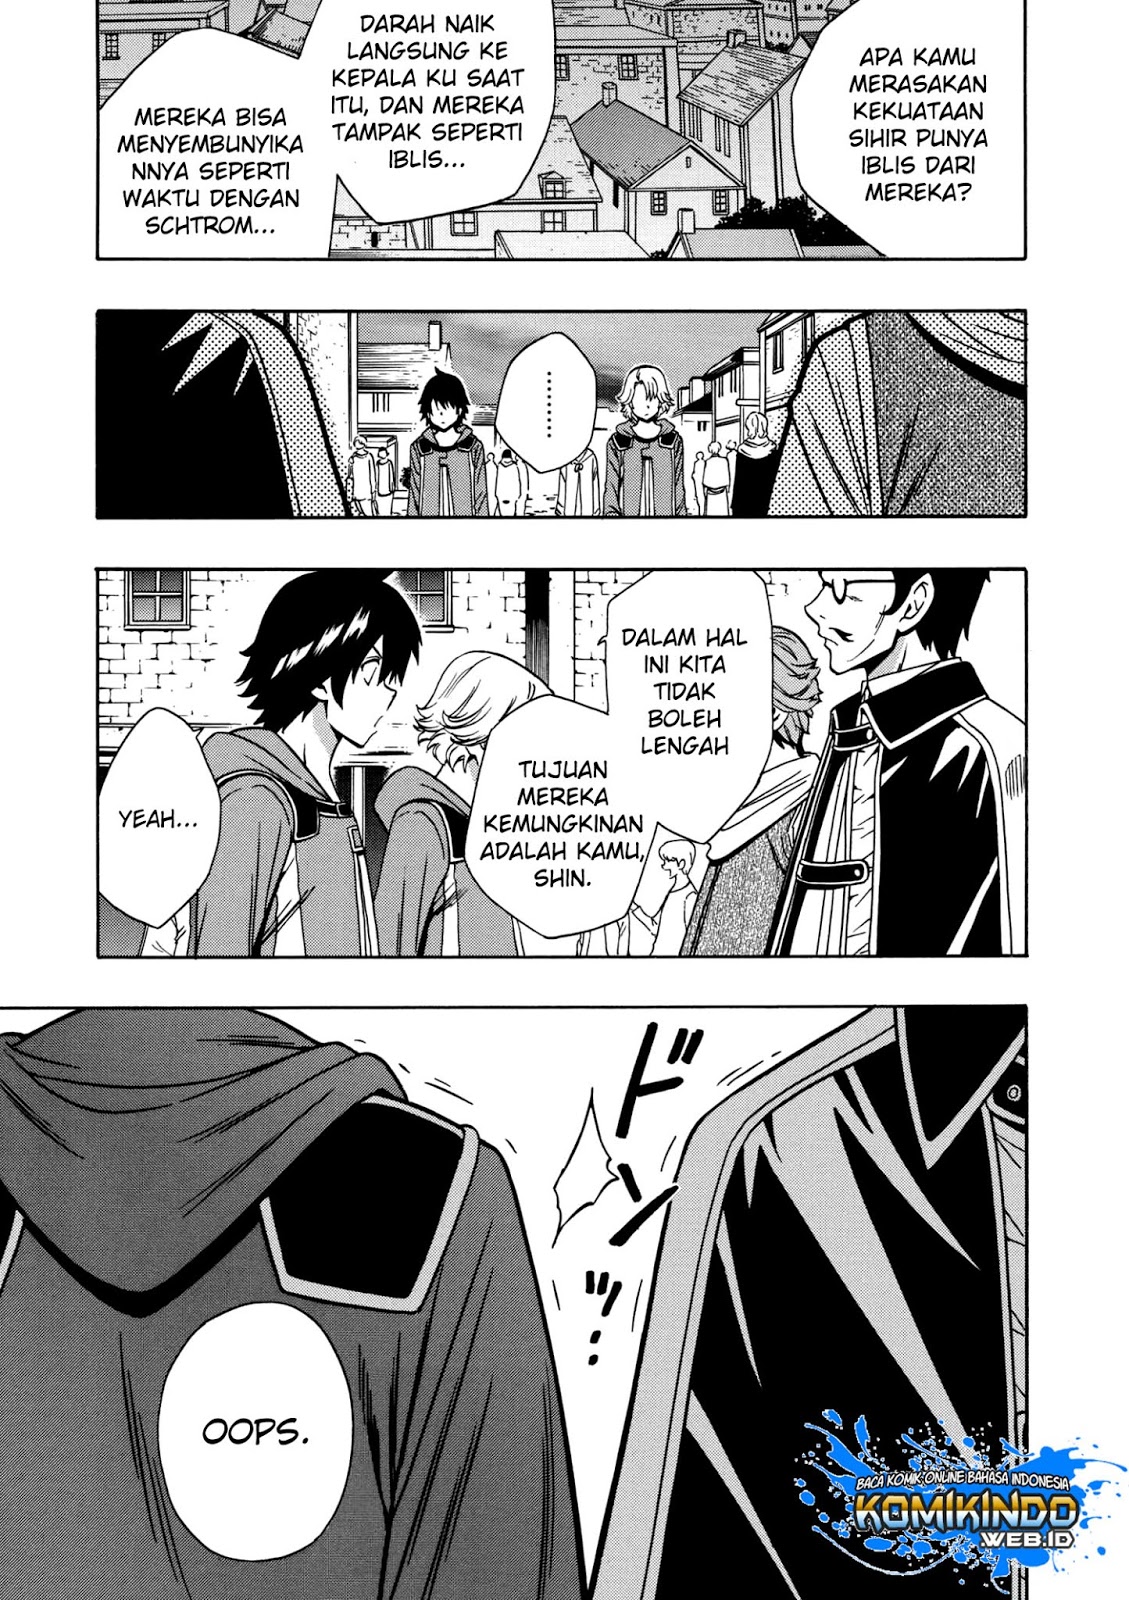 APA KAMU
MERASAKAN
KEKUATAAN
SIHIR PUNYA
IBLIS DARI
MEREKA?
DARAH NAIK
LANGSUNG KE
KEPALA KU SAAT
ITU, DAN MEREKA
TAMPAK SEPERTI
IBLIS...
MEREKA BISA
MENYEMBUNYIKA
NNYA SEPERTI
WAKTU DENGAN
SCHTROM...
.........
DALAM HAL
INI KITA
TIDAK
BOLEH
LENGAH
TUJUAN
MEREKA
KEMUNGKINAN
ADALAH KAMU,
SHIN.
YEAH...
ドンッ
OOPS.
BACA KOMIK ONLINE BAHASA INDONESIA
KOMIKINDO
WEB.ID